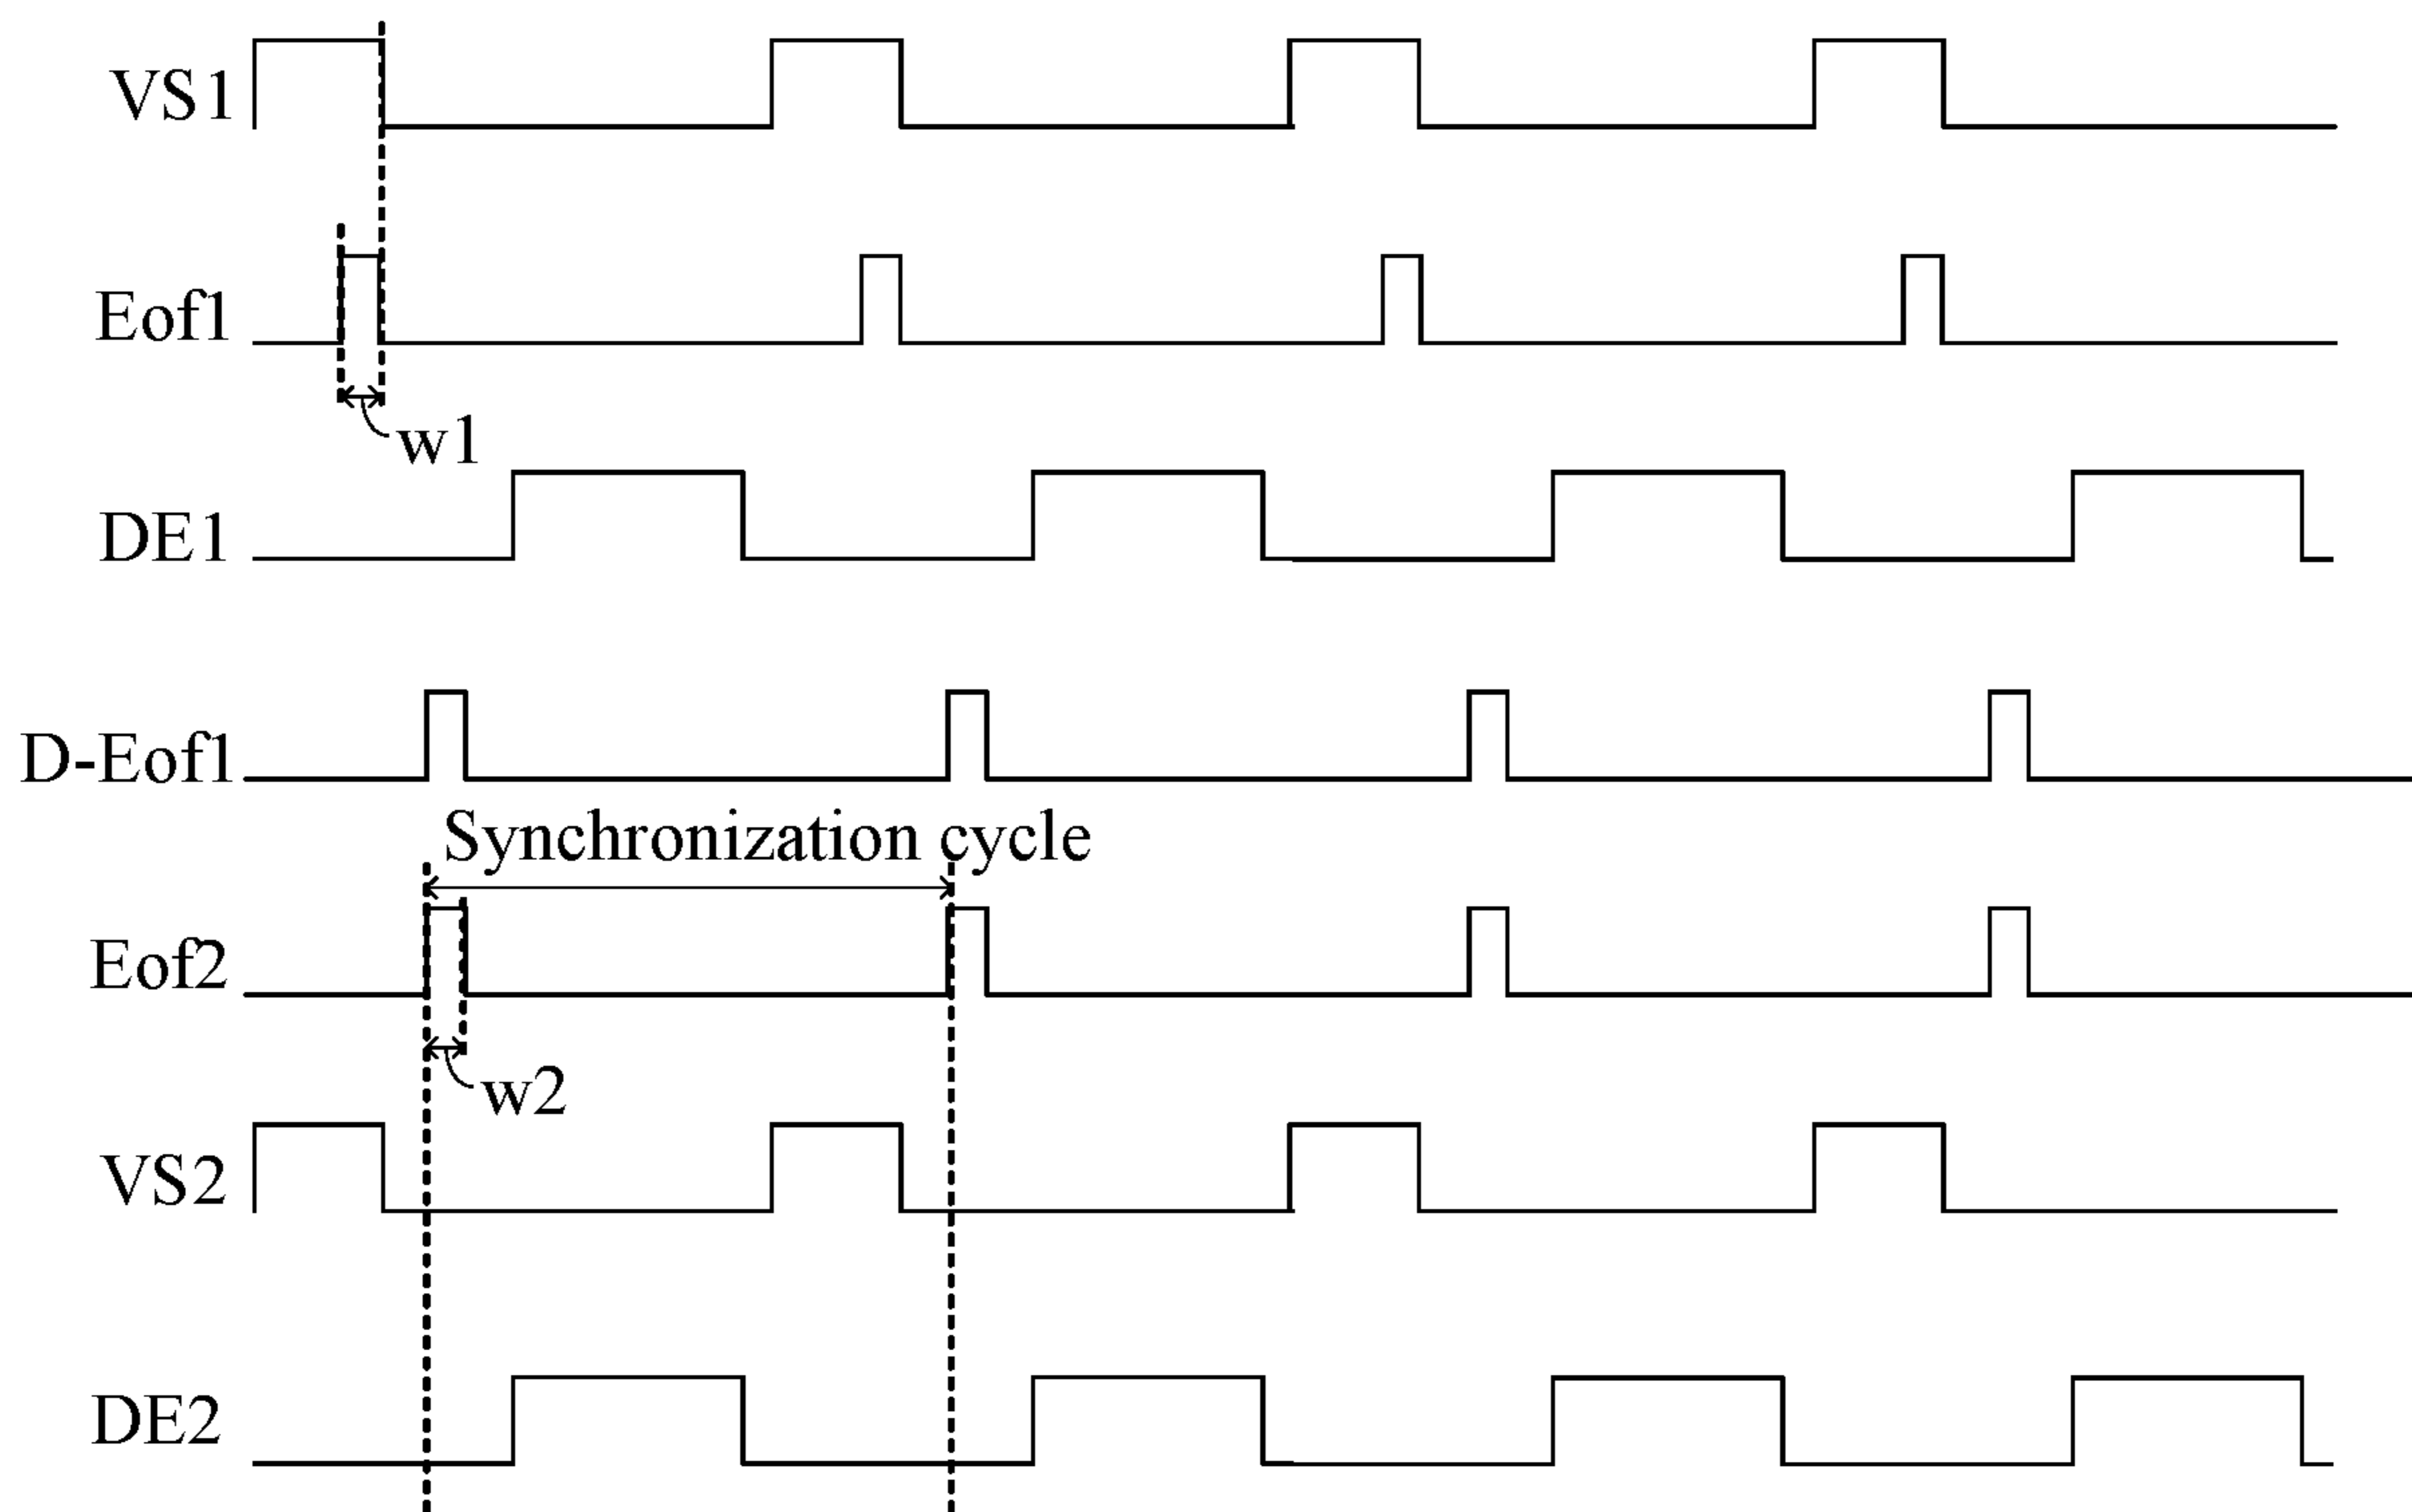 VS1
Eof1
w1
DE1
D-Eof1
Synchronization cycle
Eof2
w2
VS2
DE2